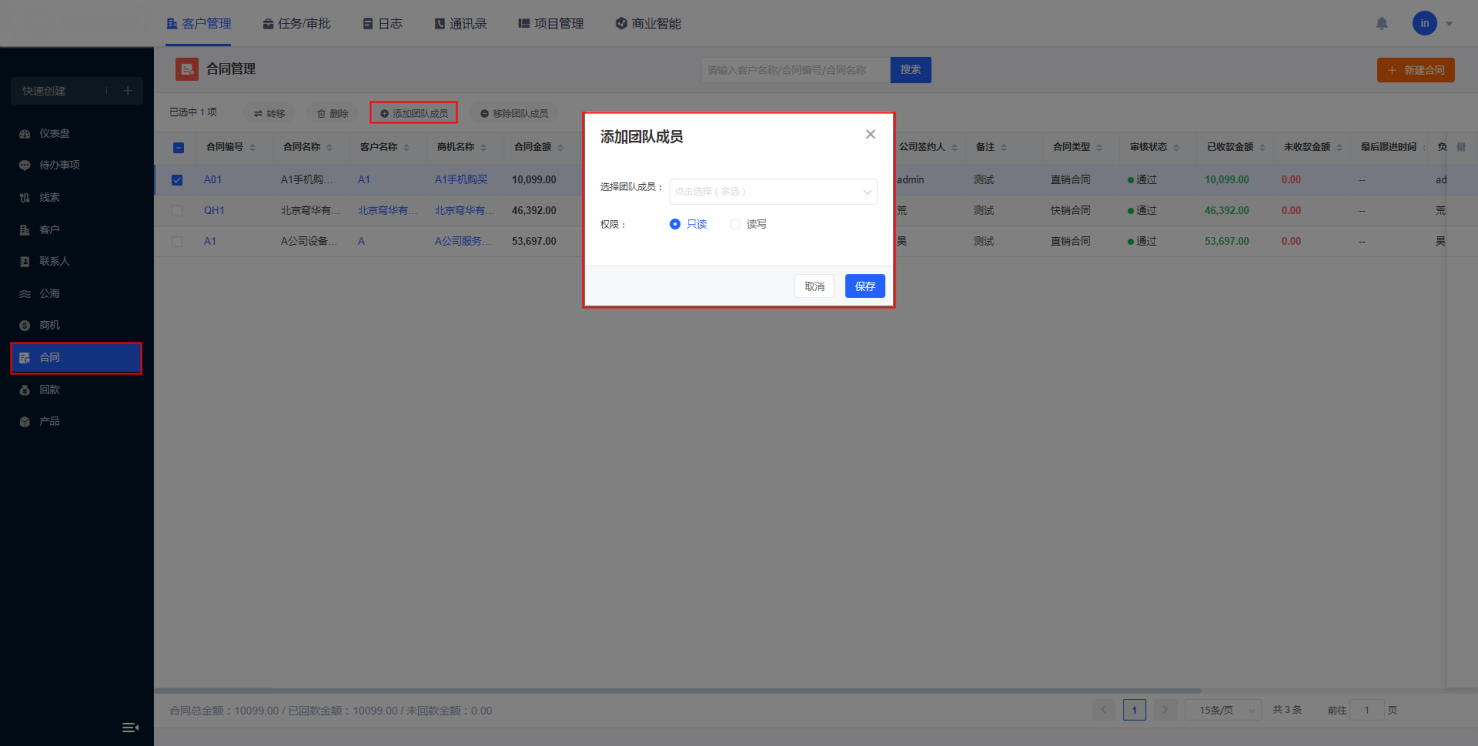 客户管理 任务/审批 日志 通讯录 项目管理 商业智能 in
合同管理 请输入客户名称/合同编号/合同名称 搜索 + 新建合同
快速创建 +
仪表盘
待办事项
线索
客户
联系人
公海
商机
合同
回款
产品
已选中 1 项 转移 删除 添加团队成员 移除团队成员
合同编号 合同名称 客户名称 商机名称 合同金额 公司签约人 备注 合同类型 审核状态 已收款金额 未收款金额 最后跟进时间 负
A01 A1手机购... A1 A1手机购买 10,099.00 admin 测试 直销合同 通过 10,099.00 0.00 -- ad
QH1 北京穹华有... 北京穹华有... 北京穹华有... 46,392.00 荒 测试 快销合同 通过 46,392.00 0.00 -- 荒
A1 A公司设备... A A公司服务... 53,697.00 昊 测试 直销合同 通过 53,697.00 0.00 -- 昊
添加团队成员
选择团队成员： 点击选择（多选）
权限： 只读 读写
取消 保存
合同总金额：10099.00 / 已回款金额：10099.00 / 未回款金额：0.00
< 1 > 15条/页 共 3 条 前往 1 页